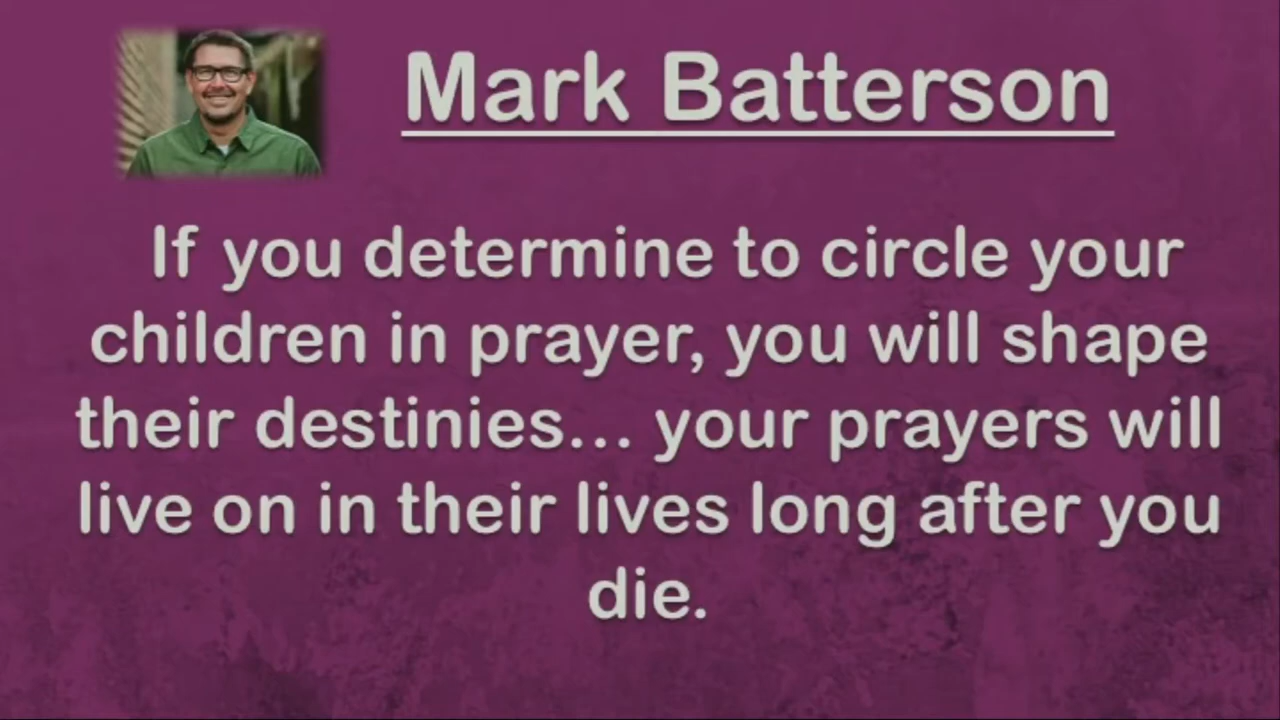 Mark Batterson
If you determine to circle your
children in prayer, you will shape
their destinies... your prayers will
live on in their lives long after you
die.